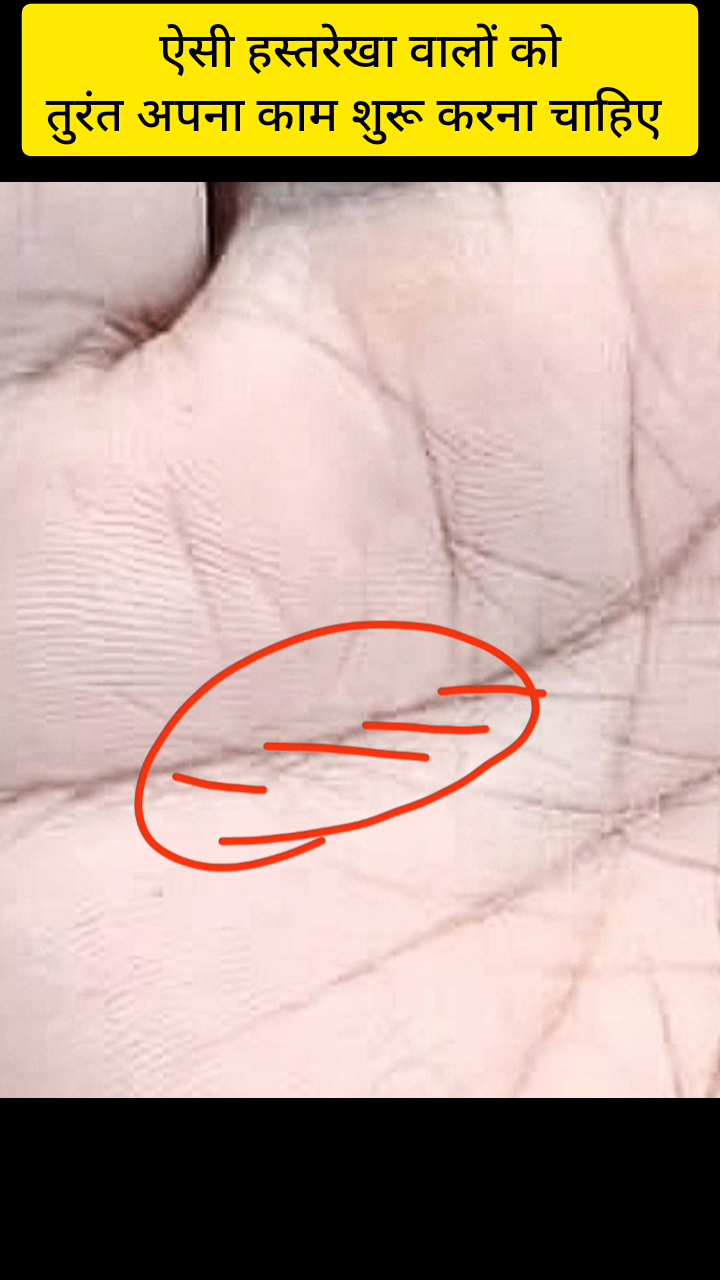 ऐसी हस्तरेखा वालों को
तुरंत अपना काम शुरू करना चाहिए